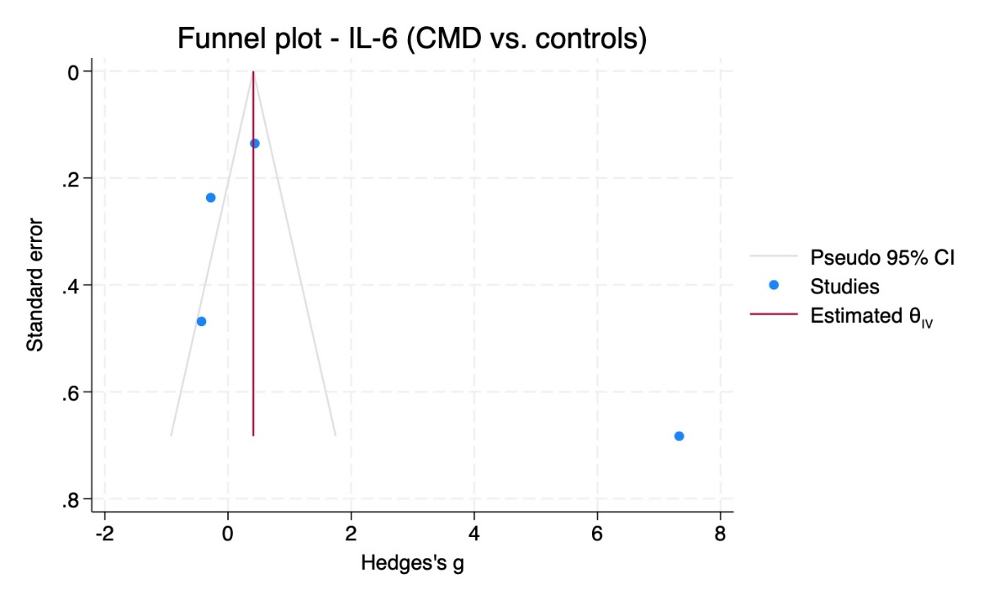 Funnel plot - IL-6 (CMD vs. controls)
0
.2
.4
.6
.8
Standard error
-2 0 2 4 6 8
Hedges's g
Pseudo 95% CI
Studies
Estimated θIV